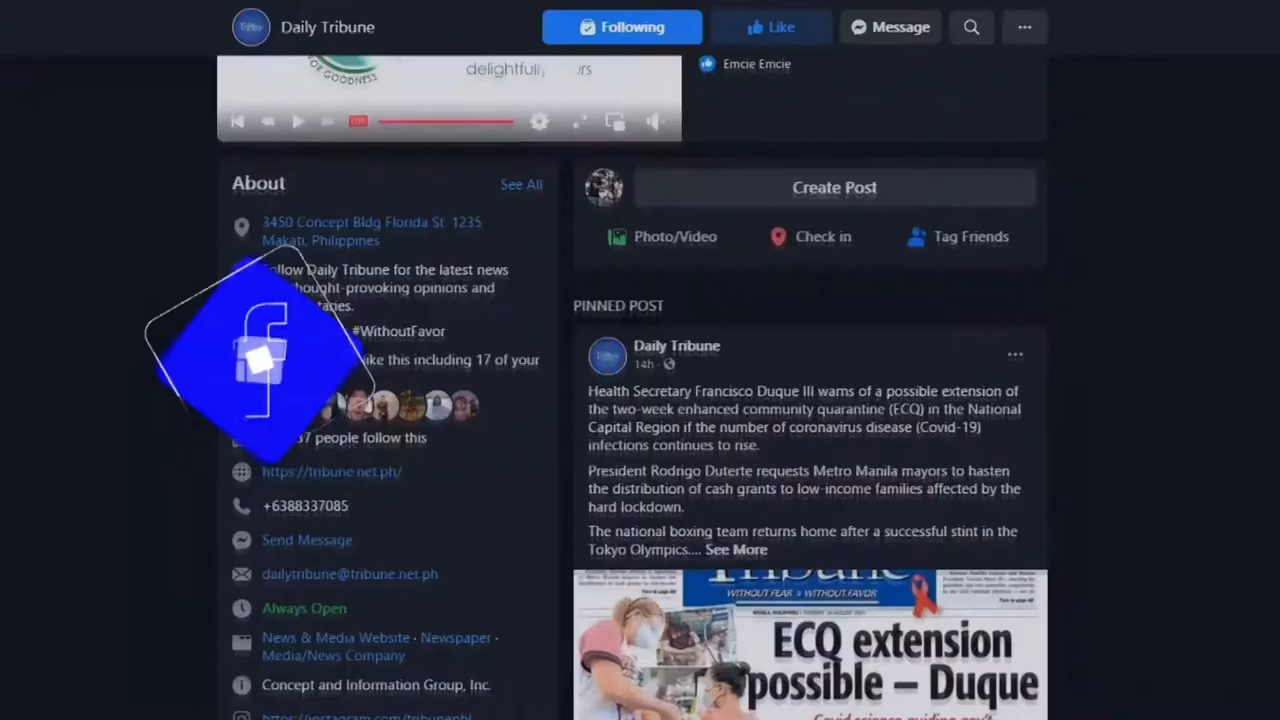 Daily Tribune
Following
Like
Message
FOR GOODNESS
Emcie Emcie
About
See All
3450 Concept Bldg Florida St. 1235
Makati, Philippines
Follow Daily Tribune for the latest news
thought-provoking opinions and
#WithoutFavor
like this including 17 of your
people follow this
https://tribune.net.ph/
+6388337085
Send Message
dailytribune@tribune.net.ph
Always Open
News & Media Website · Newspaper ·
Media/News Company
Concept and Information Group, Inc.
Create Post
Photo/Video
Check in
Tag Friends
PINNED POST
Daily Tribune
14h ·
Health Secretary Francisco Duque III warns of a possible extension of
the two-week enhanced community quarantine (ECQ) in the National
Capital Region if the number of coronavirus disease (Covid-19)
infections continues to rise.
President Rodrigo Duterte requests Metro Manila mayors to hasten
the distribution of cash grants to low-income families affected by the
hard lockdown.
The national boxing team returns home after a successful stint in the
Tokyo Olympics.... See More
Tribune
WITHOUT FEAR • WITHOUT FAVOR
ECQ extension
possible – Duque